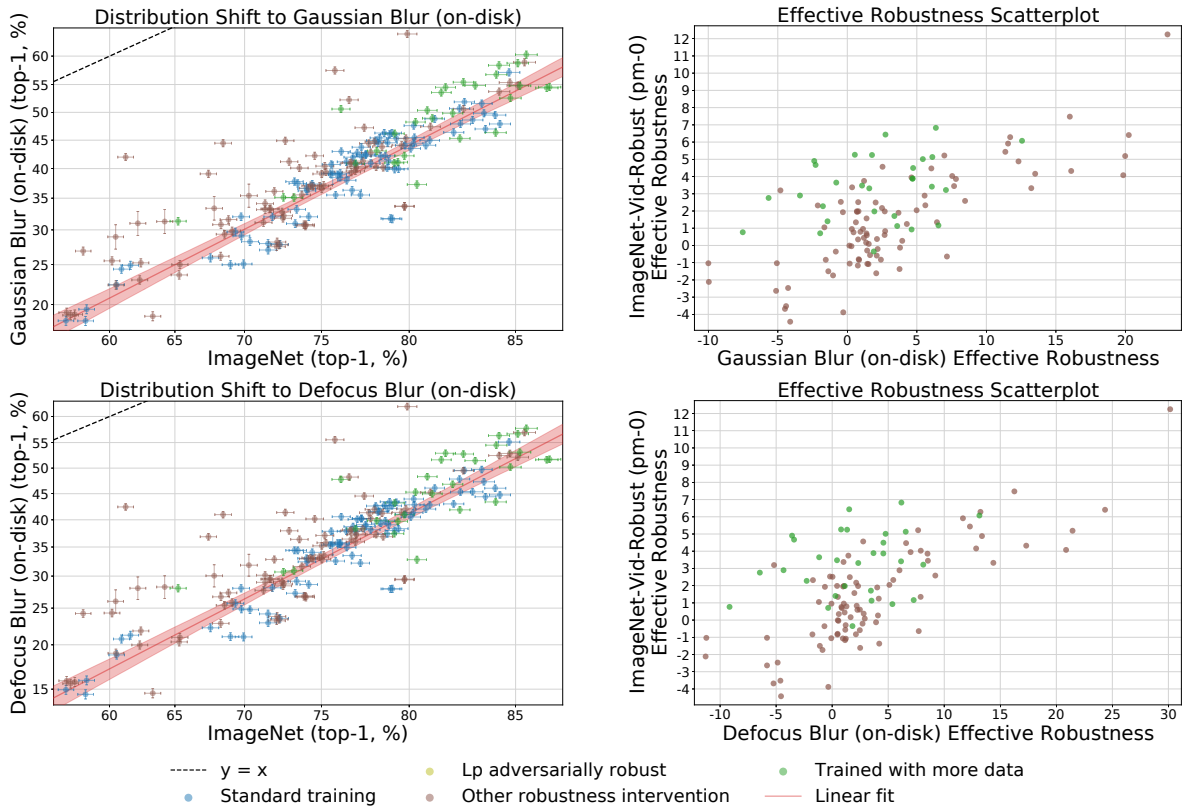 Distribution Shift to Gaussian Blur (on-disk)
Gaussian Blur (on-disk) (top-1, %)
60
55
50
45
40
35
30
25
20
60 65 70 75 80 85
ImageNet (top-1, %)
Effective Robustness Scatterplot
ImageNet-Vid-Robust (pm-0)
Effective Robustness
12
11
10
9
8
7
6
5
4
3
2
1
0
-1
-2
-3
-4
-10 -5 0 5 10 15 20
Gaussian Blur (on-disk) Effective Robustness
Distribution Shift to Defocus Blur (on-disk)
Defocus Blur (on-disk) (top-1, %)
60
55
50
45
40
35
30
25
20
15
60 65 70 75 80 85
ImageNet (top-1, %)
Effective Robustness Scatterplot
ImageNet-Vid-Robust (pm-0)
Effective Robustness
12
11
10
9
8
7
6
5
4
3
2
1
0
-1
-2
-3
-4
-10 -5 0 5 10 15 20 25 30
Defocus Blur (on-disk) Effective Robustness
y = x
Lp adversarially robust
Trained with more data
Standard training
Other robustness intervention
Linear fit